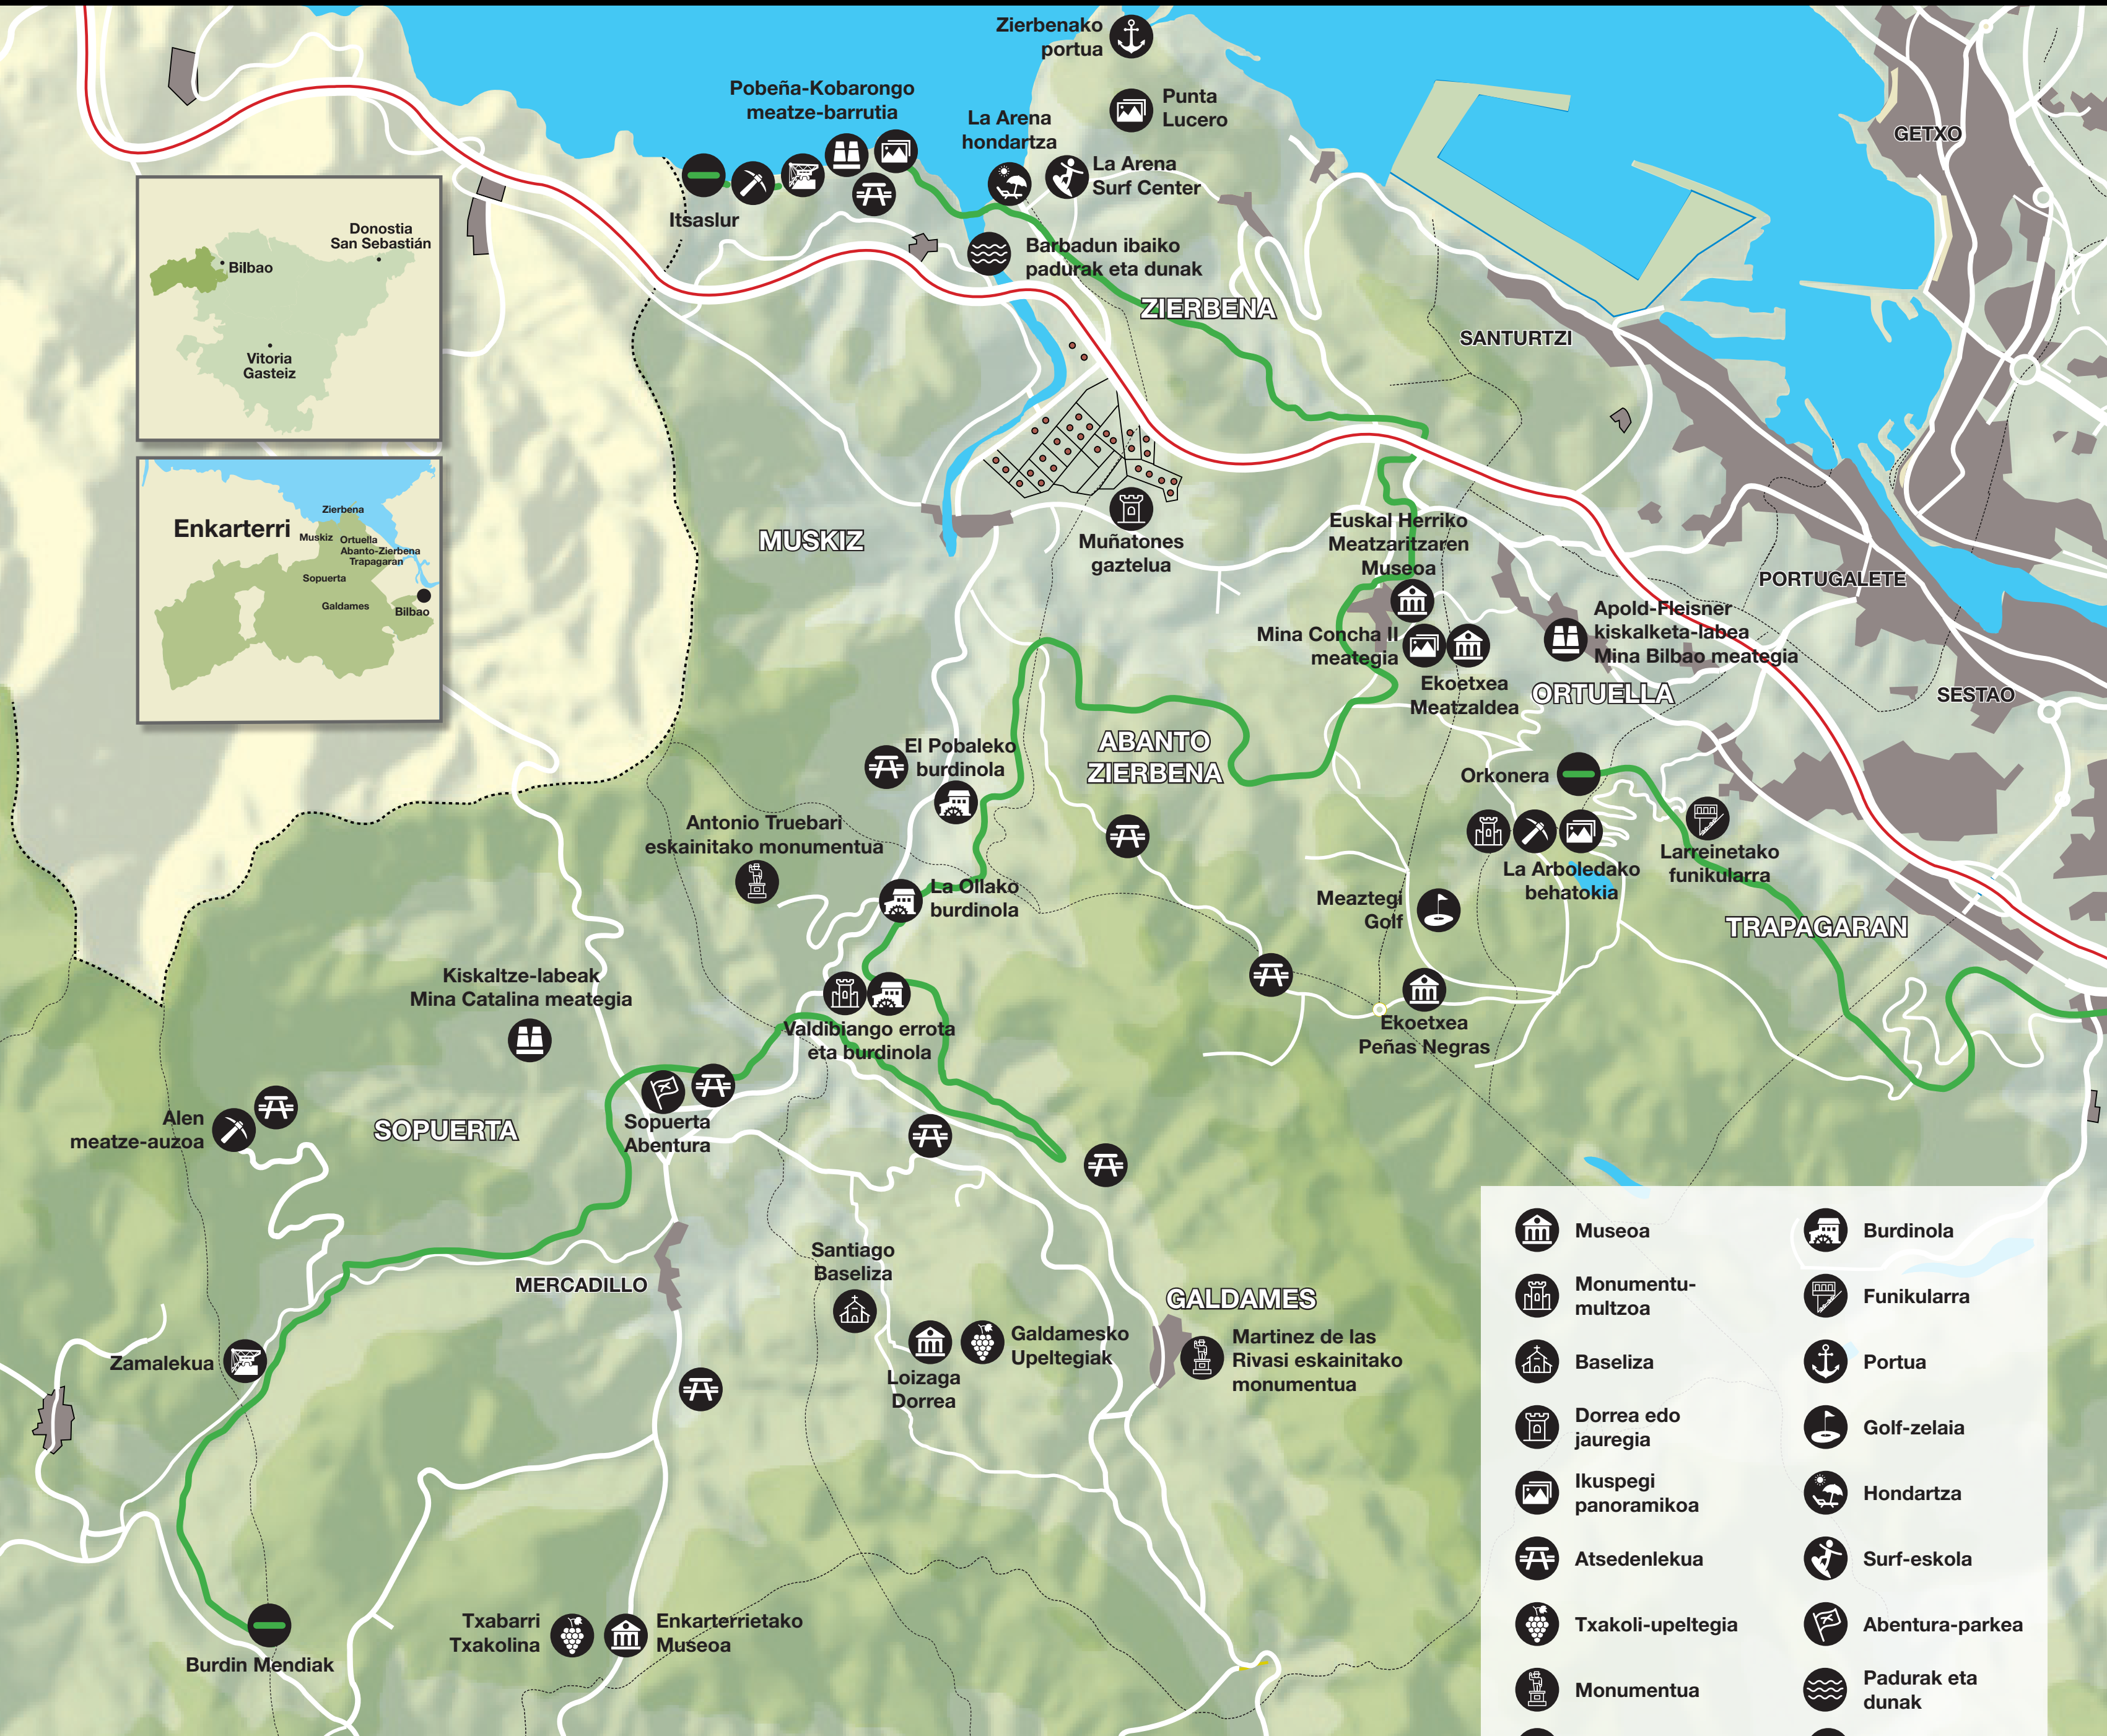 Zierbenako
portua
Punta
Lucero
Pobeña-Kobarongo
meatze-barrutia
La Arena
hondartza
La Arena
Surf Center
Itsaslur
Barbadun ibaiko
padurak eta dunak
ZIERBENA
GETXO
SANTURTZI
Donostia
San Sebastián
Bilbao
Vitoria
Gasteiz
Enkarterri
Zierbena
Muskiz
Ortuella
Abanto-Zierbena
Trapagaran
Sopuerta
Galdames
Bilbao
MUSKIZ
Muñatones
gaztelua
Euskal Herriko
Meatzaritzaren
Museoa
PORTUGALETE
Mina Concha II
meategia
Apold-Fleisner
kiskalketa-labea
Mina Bilbao meategia
Ekoetxea
Meatzaldea
ORTUELLA
SESTAO
El Pobaleko
burdinola
ABANTO
ZIERBENA
Orkonera
Antonio Truebari
eskainitako monumentua
La Ollako
burdinola
La Arboledako
behatokia
Larreinetako
funikularra
Meaztegi
Golf
TRAPAGARAN
Kiskaltze-labeak
Mina Catalina meategia
Valdibiango errota
eta burdinola
Ekoetxea
Peñas Negras
Alen
meatze-auzoa
SOPUERTA
Sopuerta
Abentura
MERCADILLO
Santiago
Baseliza
GALDAMES
Zamalekua
Loizaga
Dorrea
Galdamesko
Upeltegiak
Martinez de las
Rivasi eskainitako
monumentua
Txabarri
Txakolina
Enkarterrietako
Museoa
Burdin Mendiak
Museoa
Monumentu-
multzoa
Baseliza
Dorrea edo
jauregia
Ikuspegi
panoramikoa
Atsedenlekua
Txakoli-upeltegia
Monumentua
Burdinola
Funikularra
Portua
Golf-zelaia
Hondartza
Surf-eskola
Abentura-parkea
Padurak eta
dunak